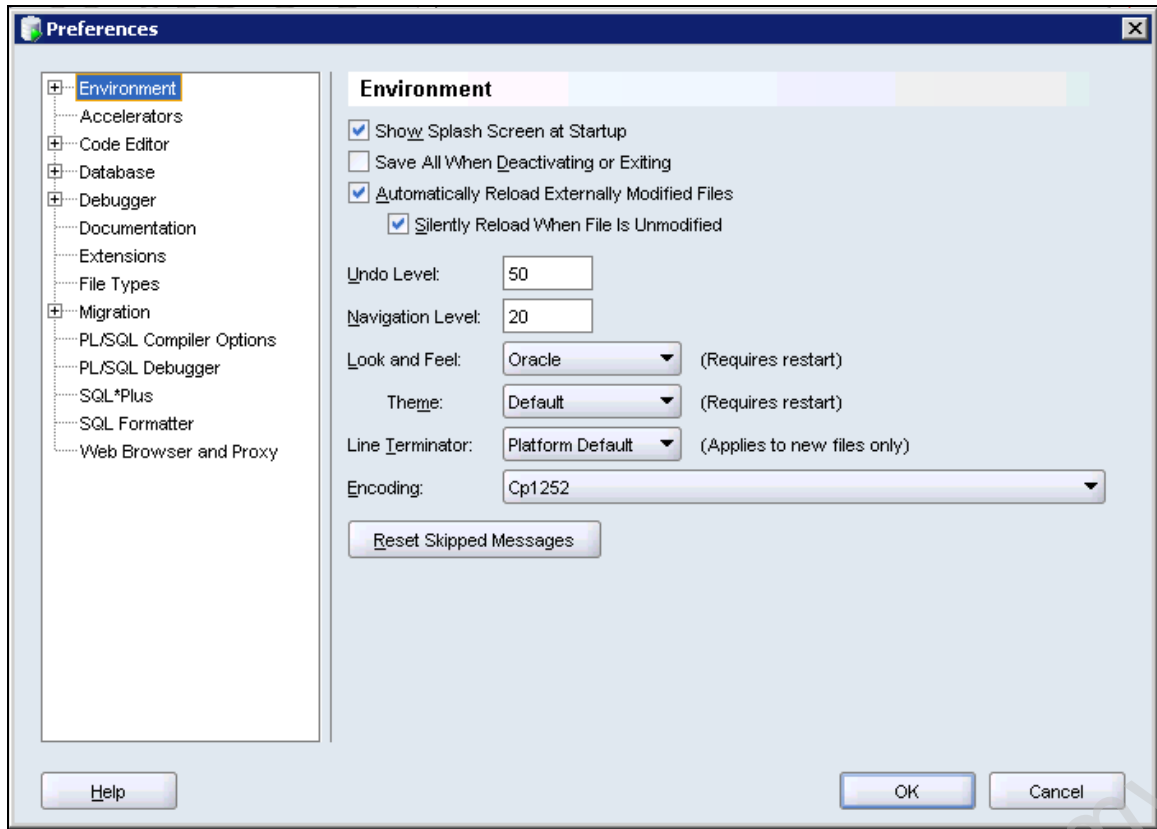 Preferences
Environment
Accelerators
Code Editor
Database
Debugger
Documentation
Extensions
File Types
Migration
PL/SQL Compiler Options
PL/SQL Debugger
SQL*Plus
SQL Formatter
Web Browser and Proxy
Environment
Show Splash Screen at Startup
Save All When Deactivating or Exiting
Automatically Reload Externally Modified Files
Silently Reload When File Is Unmodified
Undo Level: 50
Navigation Level: 20
Look and Feel: Oracle (Requires restart)
Theme: Default (Requires restart)
Line Terminator: Platform Default (Applies to new files only)
Encoding: Cp1252
Reset Skipped Messages
Help OK Cancel